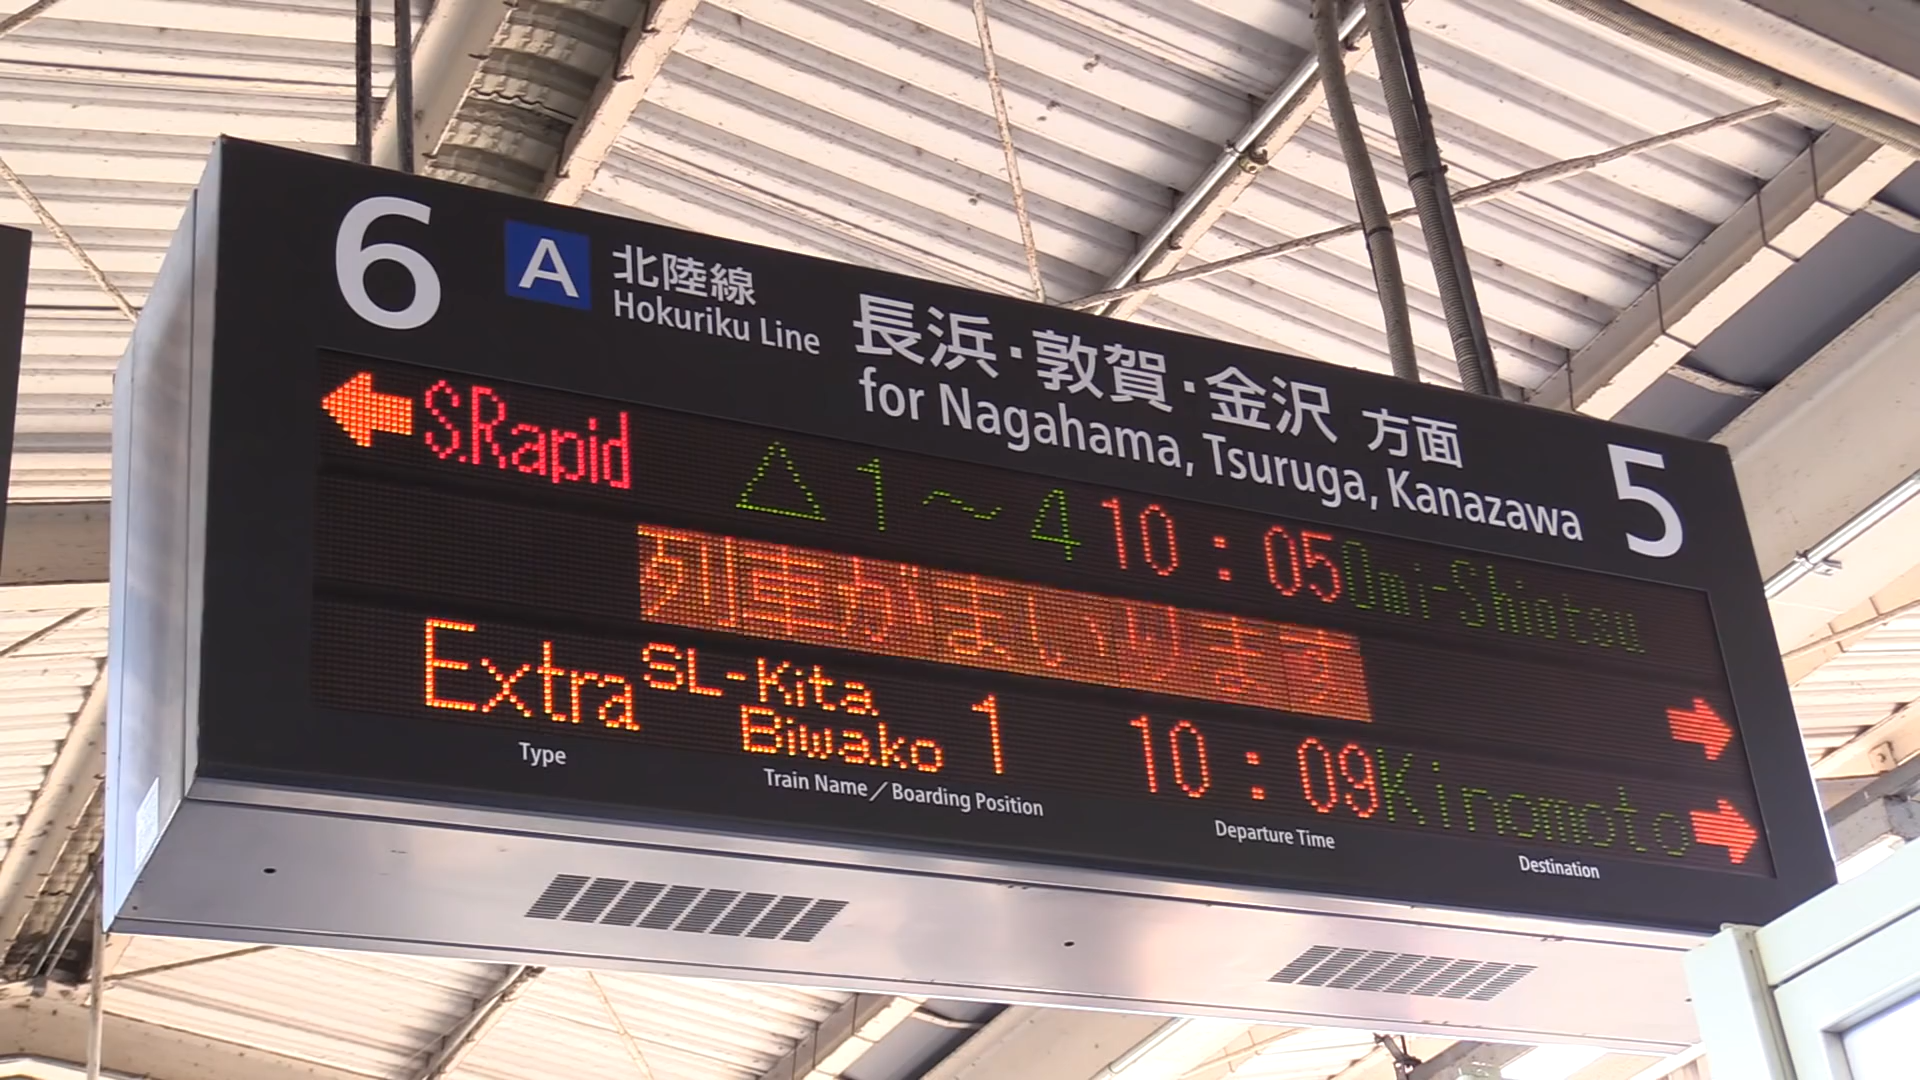 6 A 北陸線 長浜・敦賀・金沢 方面 5
Hokuriku Line for Nagahama, Tsuruga, Kanazawa
← S.Rapid △1～4 10:05 Omi-Shiotsu
列車がまいります →
Extra SL-Kita Biwako 1 10:09 Kinomoto →
Type Train Name／Boarding Position Departure Time Destination